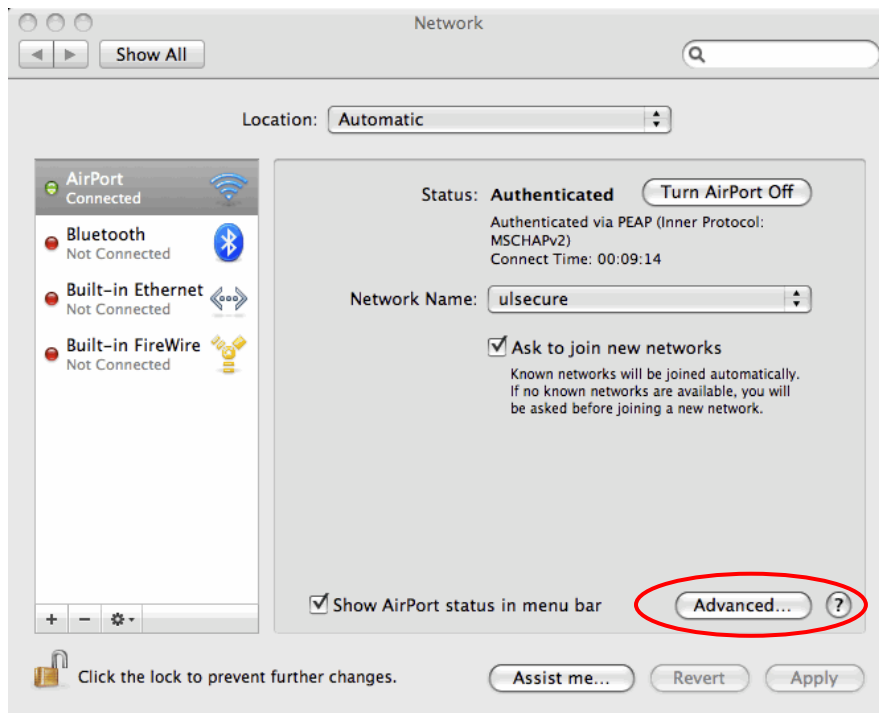 Network
Show All
Location: Automatic
AirPort
Connected
Bluetooth
Not Connected
Built-in Ethernet
Not Connected
Built-in FireWire
Not Connected
Status: Authenticated Turn AirPort Off
Authenticated via PEAP (Inner Protocol:
MSCHAPv2)
Connect Time: 00:09:14
Network Name: ulsecure
Ask to join new networks
Known networks will be joined automatically.
If no known networks are available, you will
be asked before joining a new network.
Show AirPort status in menu bar Advanced... ?
Click the lock to prevent further changes. Assist me... Revert Apply